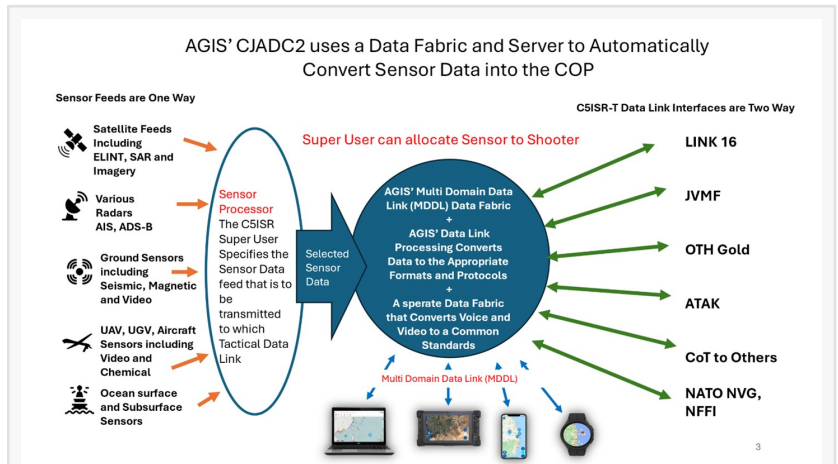 AGIS' CJADC2 uses a Data Fabric and Server to Automatically
Convert Sensor Data into the COP
Sensor Feeds are One Way
C5ISR-T Data Link Interfaces are Two Way
Satellite Feeds
Including
ELINT, SAR and
Imagery
Various
Radars
AIS, ADS-B
Ground Sensors
including
Seismic, Magnetic
and Video
UAV, UGV, Aircraft
Sensors including
Video and
Chemical
Ocean surface
and Subsurface
Sensors
Sensor
Processor
The C5ISR
Super User
Specifies the
Sensor Data
feed that is to
be
transmitted
to which
Tactical Data
Link
Super User can allocate Sensor to Shooter
Selected
Sensor
Data
AGIS' Multi Domain Data
Link (MDDL) Data Fabric
+
AGIS' Data Link
Processing Converts
Data to the Appropriate
Formats and Protocols
+
A sperate Data Fabric
that Converts Voice and
Video to a Common
Standards
Multi Domain Data Link (MDDL)
LINK 16
JVMF
OTH Gold
ATAK
CoT to Others
NATO NVG,
NFFI
3